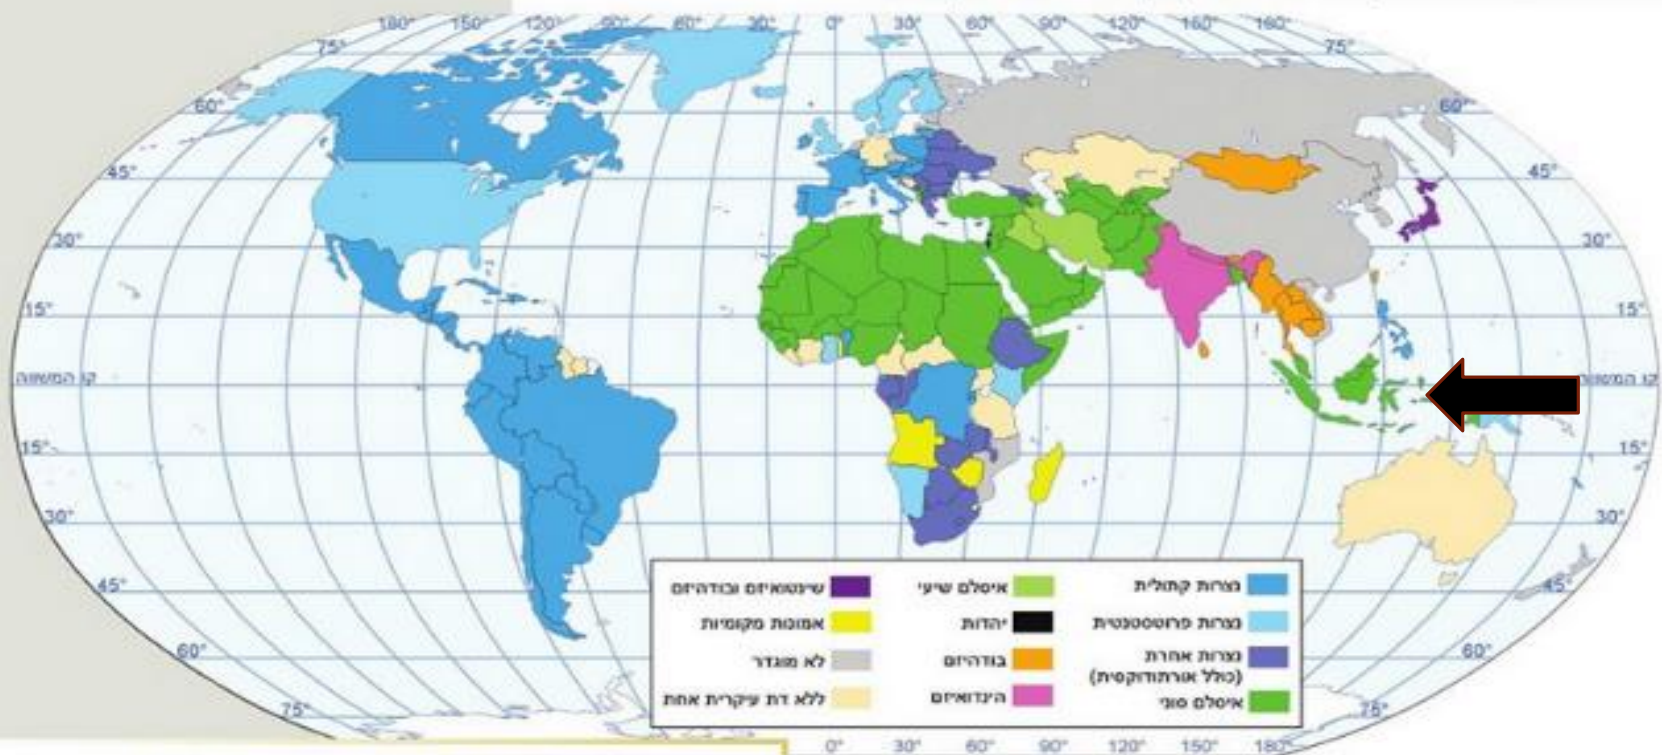 180° 150° 120° 90° 60° 30° 0° 30° 60° 90° 120° 150° 180°
75° 75°
60° 60°
45° 45°
30° 30°
15° 15°
קו המשווה קו המשווה
15° 15°
30° 30°
45° 45°
60° 60°
75° 75°
נצרות קתולית
נצרות פרוטסטנטית
נצרות אחרת
(כולל אורתודוקסית)
איסלם סוני
איסלם שיעי
יהדות
בודהיזם
הינדואיזם
שינטואיזם ובודהיזם
אמונות מקומיות
לא מוגדר
ללא דת עיקרית אחת
0° 30° 60° 90° 120° 150° 180°